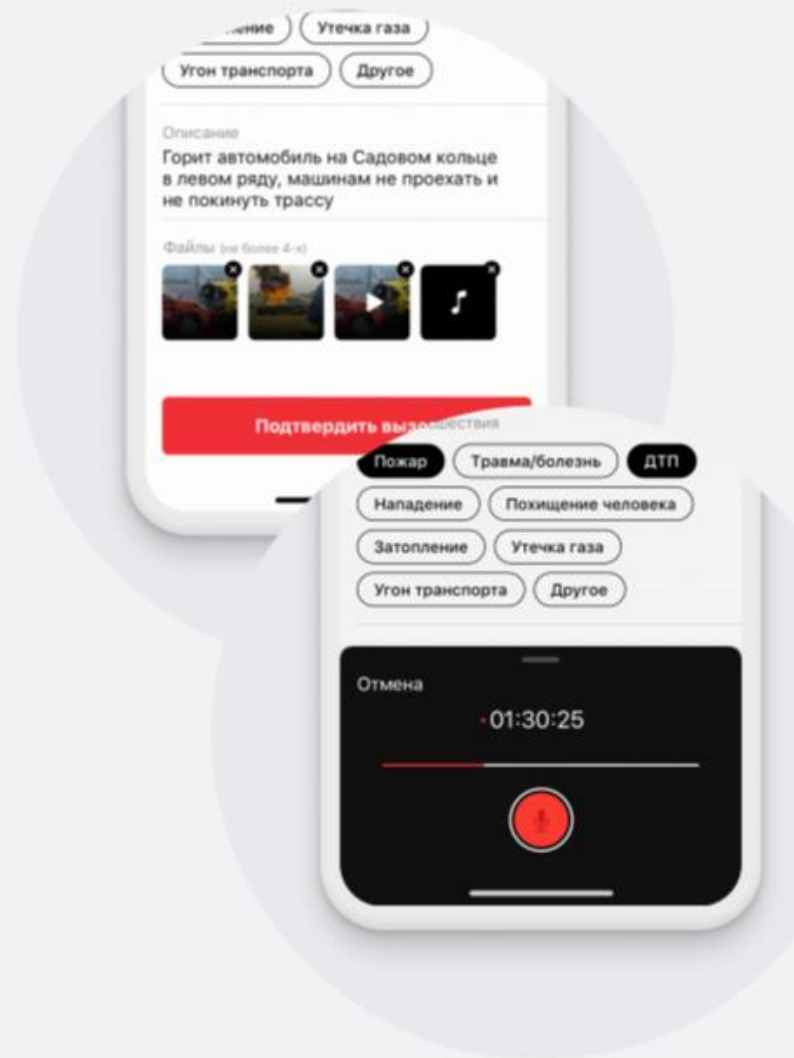 Утечка газа
Угон транспорта Другое
Описание
Горит автомобиль на Садовом кольце
в левом ряду, машинам не проехать и
не покинуть трассу
Файлы (не более 4-х)
Подтвердить
Пожар Травма/болезнь ДТП
Нападение Похищение человека
Затопление Утечка газа
Угон транспорта Другое
Отмена
01:30:25